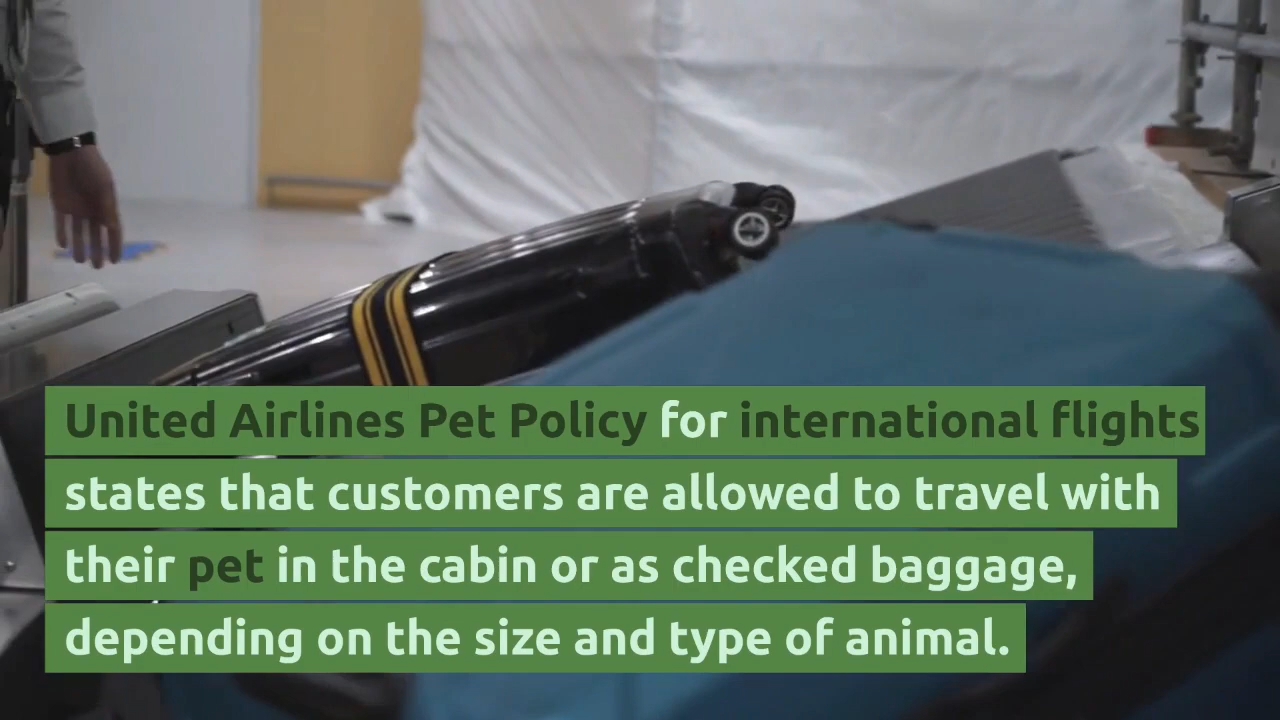 United Airlines Pet Policy for international flights
states that customers are allowed to travel with
their pet in the cabin or as checked baggage,
depending on the size and type of animal.